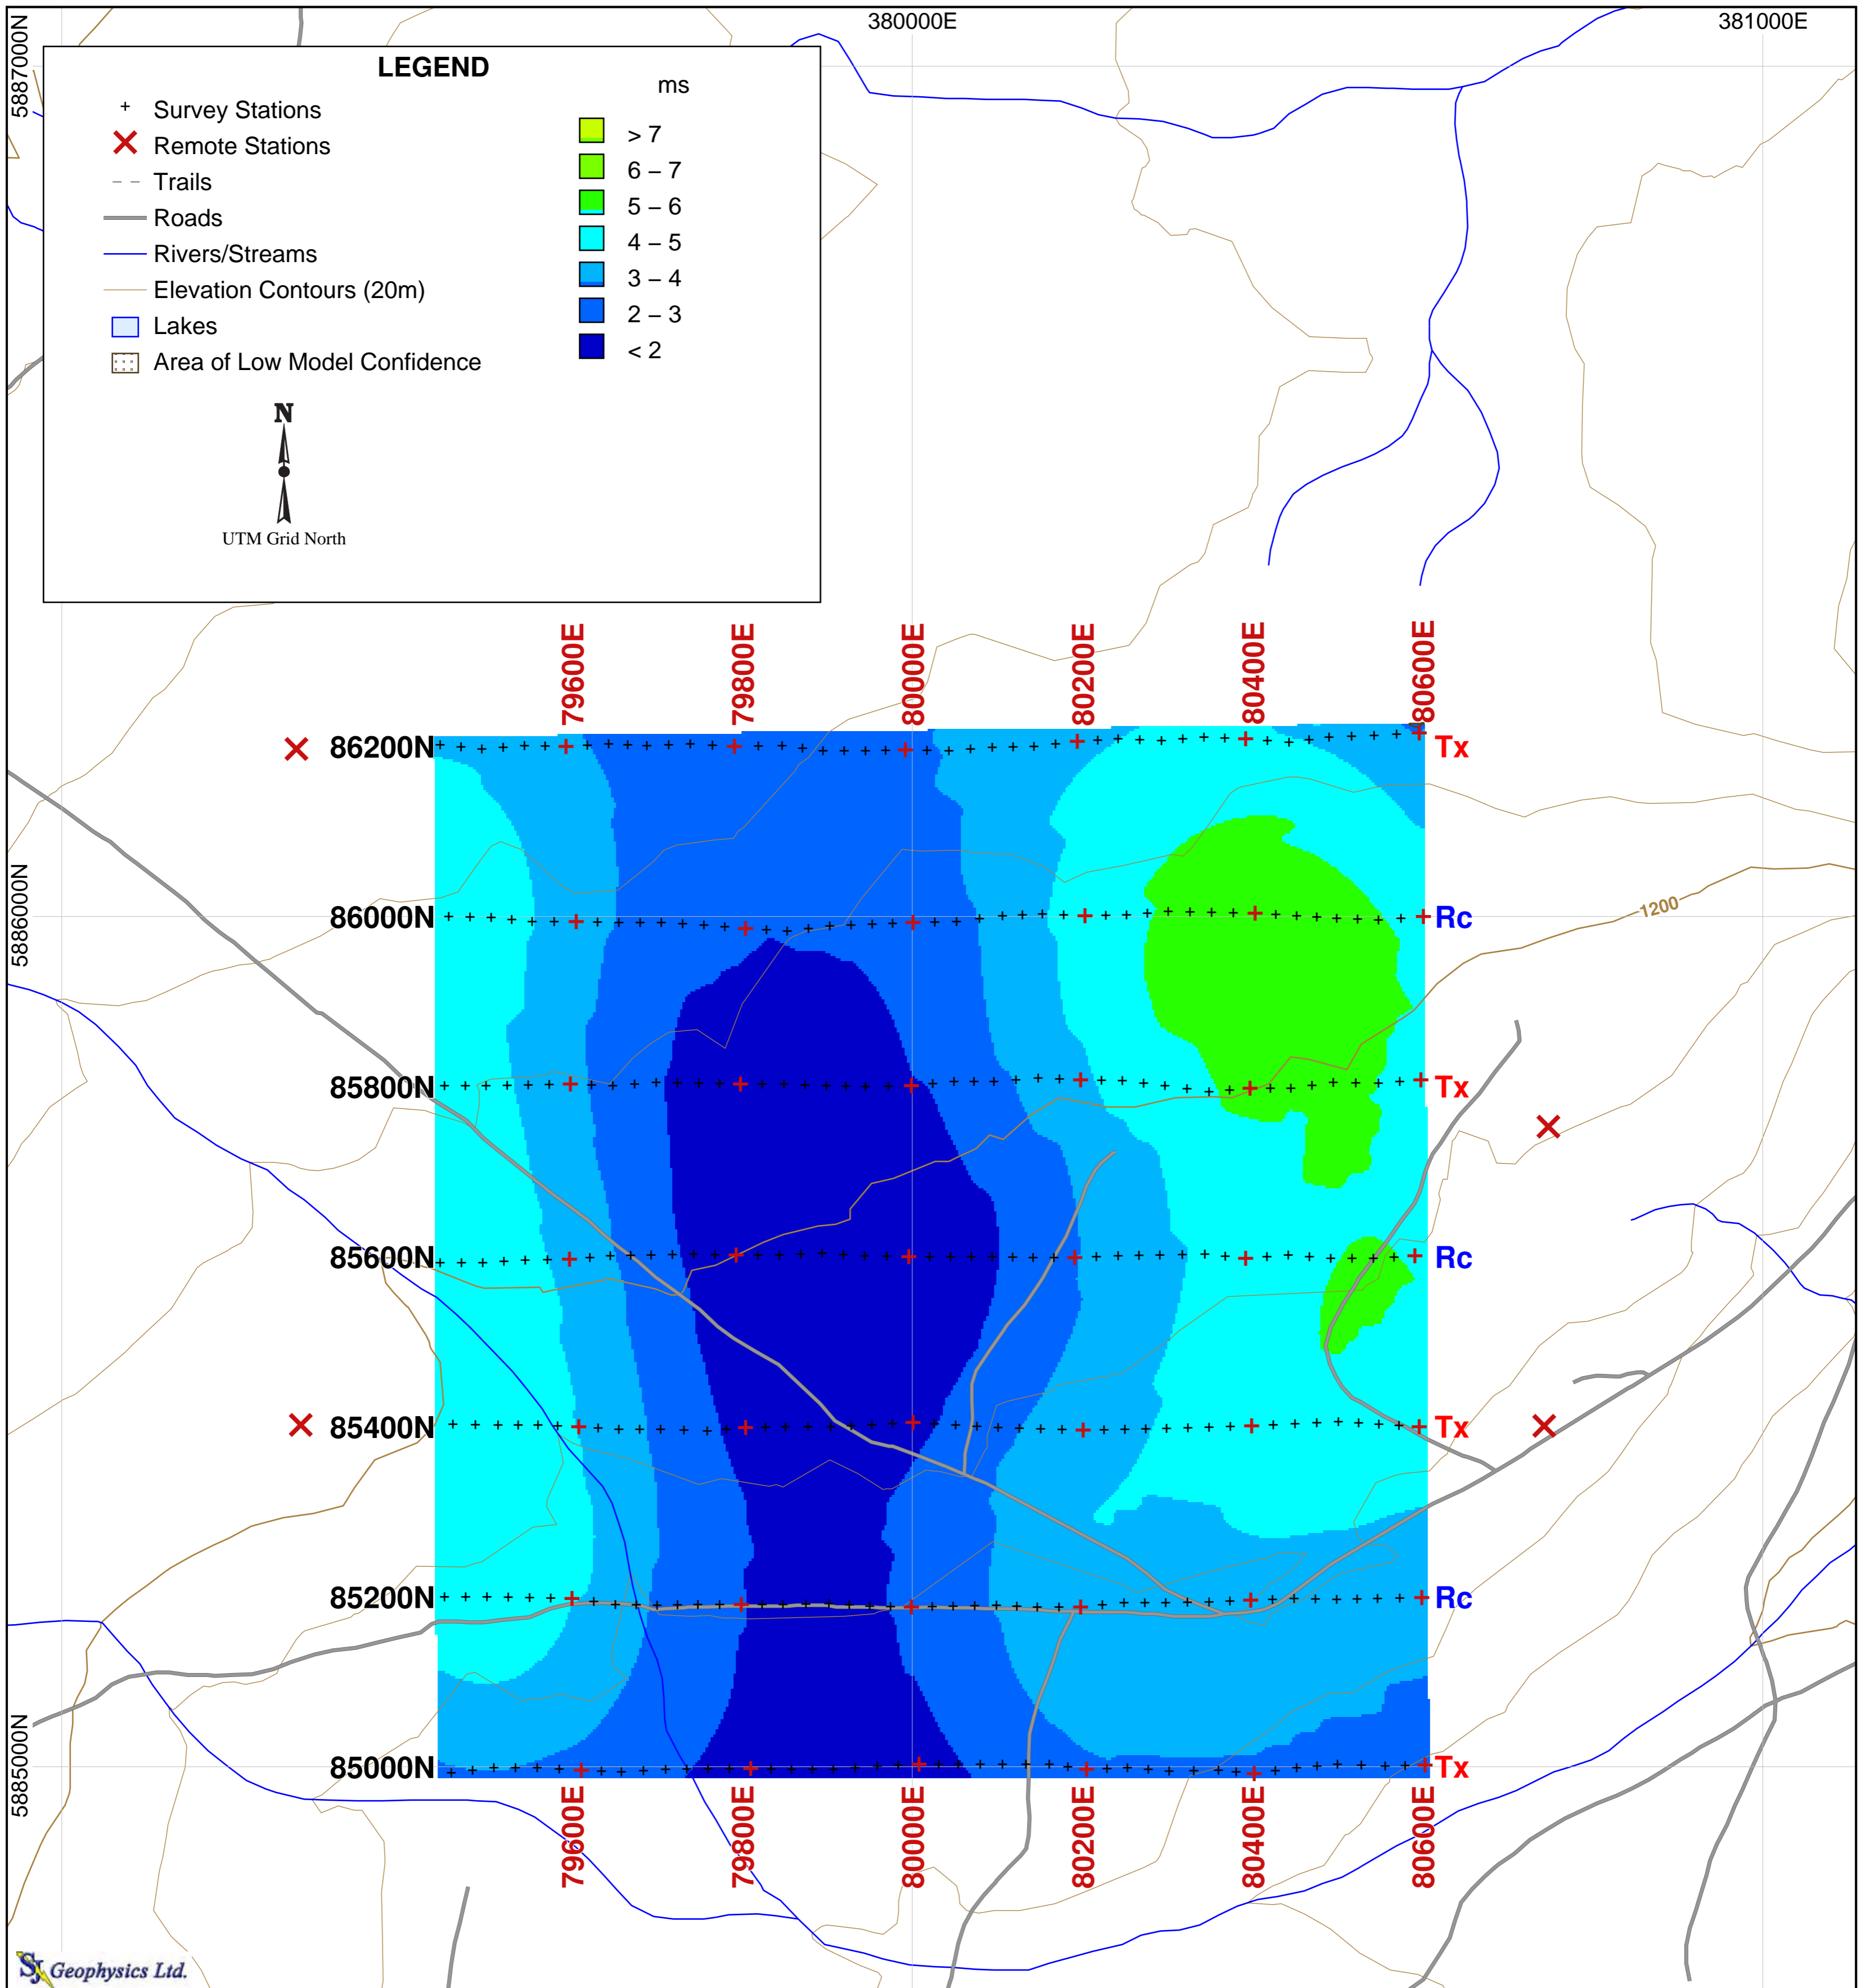 380000E 381000E
5887000N
LEGEND
ms
Survey Stations
Remote Stations
Trails
Roads
Rivers/Streams
Elevation Contours (20m)
Lakes
Area of Low Model Confidence
> 7
6 – 7
5 – 6
4 – 5
3 – 4
2 – 3
< 2
N
UTM Grid North
79600E 79800E 80000E 80200E 80400E 80600E
86200N Tx
5886000N
86000N Rc
1200
85800N Tx
85600N Rc
85400N Tx
85200N Rc
5885000N
85000N Tx
79600E 79800E 80000E 80200E 80400E 80600E
SJ Geophysics Ltd.